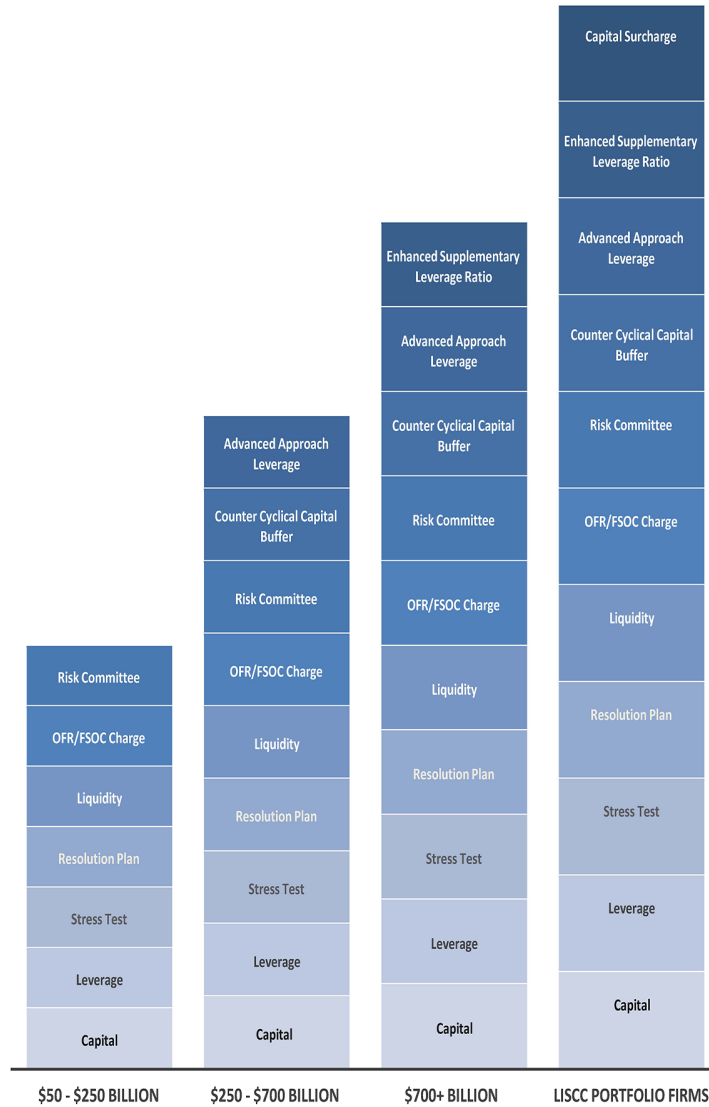 Risk Committee
OFR/FSOC Charge
Liquidity
Resolution Plan
Stress Test
Leverage
Capital
$50 - $250 BILLION
Advanced Approach
Leverage
Counter Cyclical Capital
Buffer
Risk Committee
OFR/FSOC Charge
Liquidity
Resolution Plan
Stress Test
Leverage
Capital
$250 - $700 BILLION
Enhanced Supplementary
Leverage Ratio
Advanced Approach
Leverage
Counter Cyclical Capital
Buffer
Risk Committee
OFR/FSOC Charge
Liquidity
Resolution Plan
Stress Test
Leverage
Capital
$700+ BILLION
Capital Surcharge
Enhanced Supplementary
Leverage Ratio
Advanced Approach
Leverage
Counter Cyclical Capital
Buffer
Risk Committee
OFR/FSOC Charge
Liquidity
Resolution Plan
Stress Test
Leverage
Capital
LISCC PORTFOLIO FIRMS